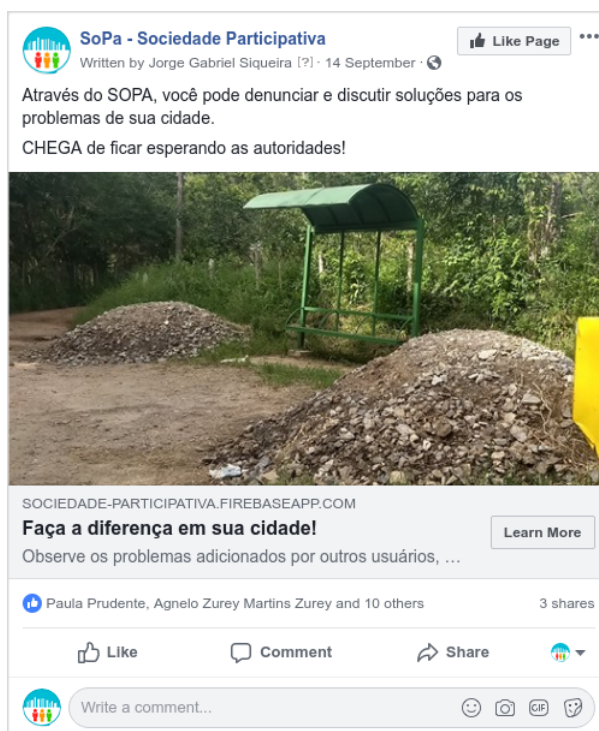 SoPa - Sociedade Participativa
Like Page
Written by Jorge Gabriel Siqueira [?] · 14 September ·
Através do SOPA, você pode denunciar e discutir soluções para os
problemas de sua cidade.
CHEGA de ficar esperando as autoridades!
SOCIEDADE-PARTICIPATIVA.FIREBASEAPP.COM
Faça a diferença em sua cidade!
Learn More
Observe os problemas adicionados por outros usuários, …
Paula Prudente, Agnelo Zurey Martins Zurey and 10 others
3 shares
Like
Comment
Share
Write a comment...
GIF